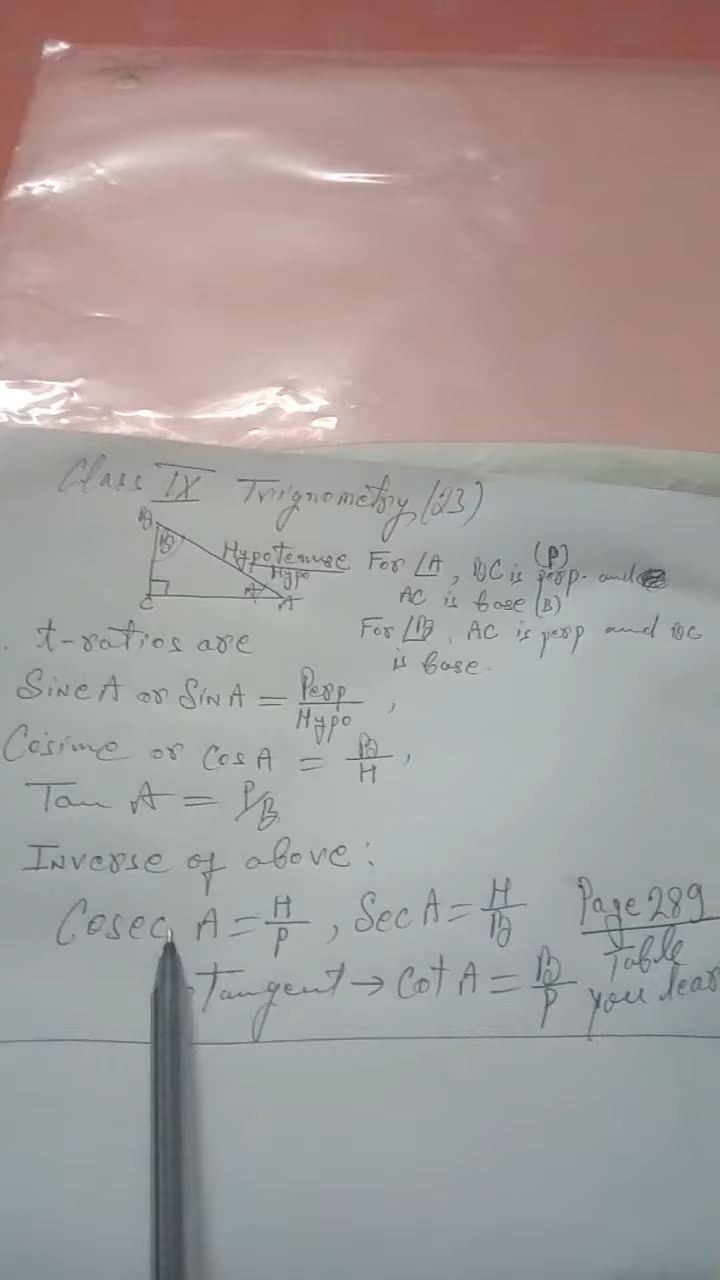 Class IX Trignometry (23)
B
B
Hypotenuse
Hypo
A
C
A
For ∠A, BC is perp. (P) and
AC is base (B)
For ∠B, AC is perp and BC
is base.
t-ratios are
Sine A or Sin A = Perp/Hypo,
Cosine or Cos A = B/H,
Tan A = P/B
Inverse of above:
Cosec A = H/P, Sec A = H/B
Page 289
Table
Tangent → Cot A = B/P
you lear